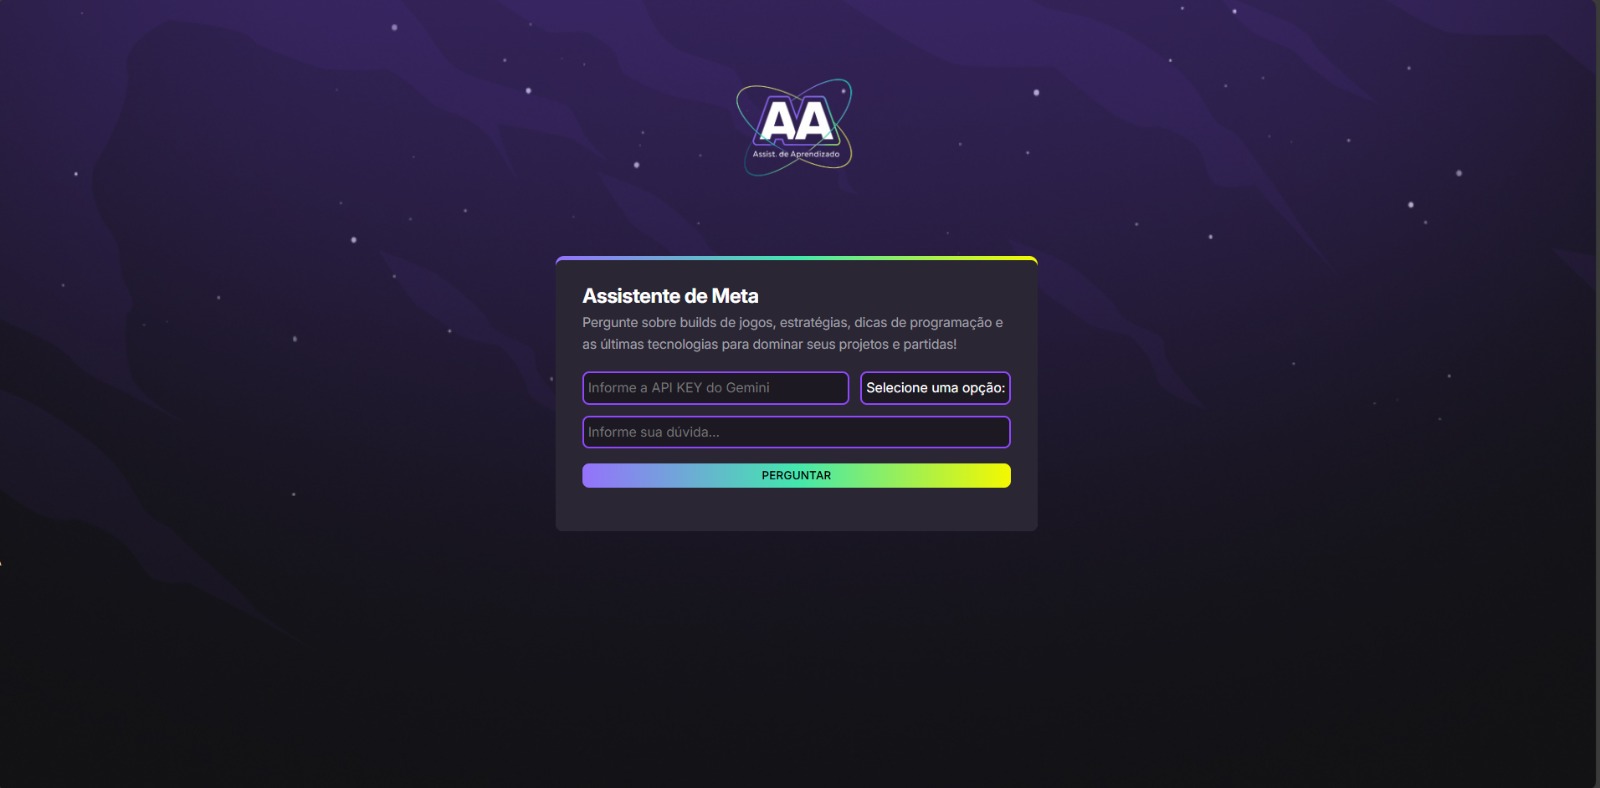 AA
Assist. de Aprendizado
Assistente de Meta
Pergunte sobre builds de jogos, estratégias, dicas de programação e
as últimas tecnologias para dominar seus projetos e partidas!
Informe a API KEY do Gemini
Selecione uma opção:
Informe sua dúvida...
PERGUNTAR